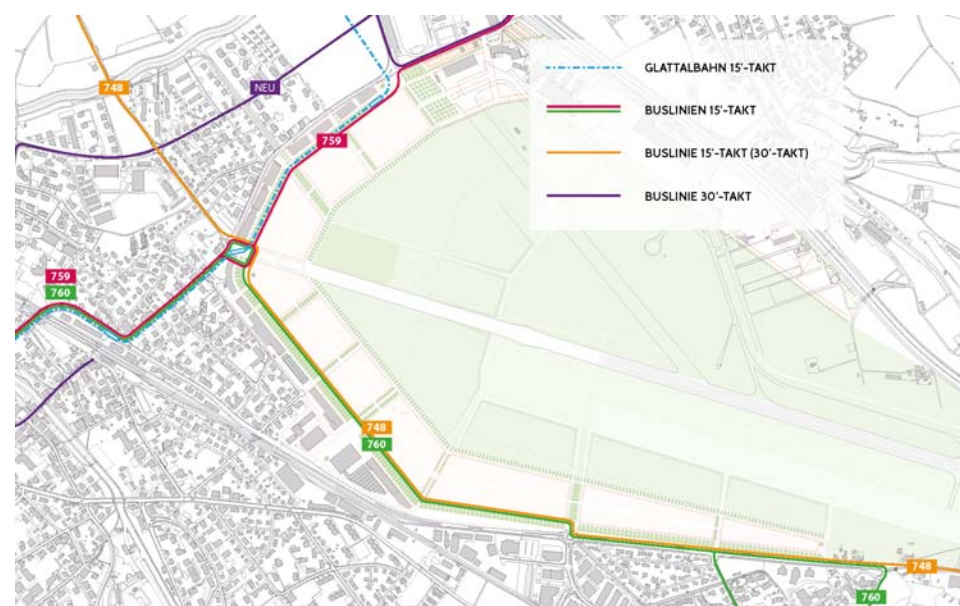 748
NEU
759
GLATTALBAHN 15'-TAKT
BUSLINIEN 15'-TAKT
BUSLINIE 15'-TAKT (30'-TAKT)
BUSLINIE 30'-TAKT
759
760
748
760
748
760